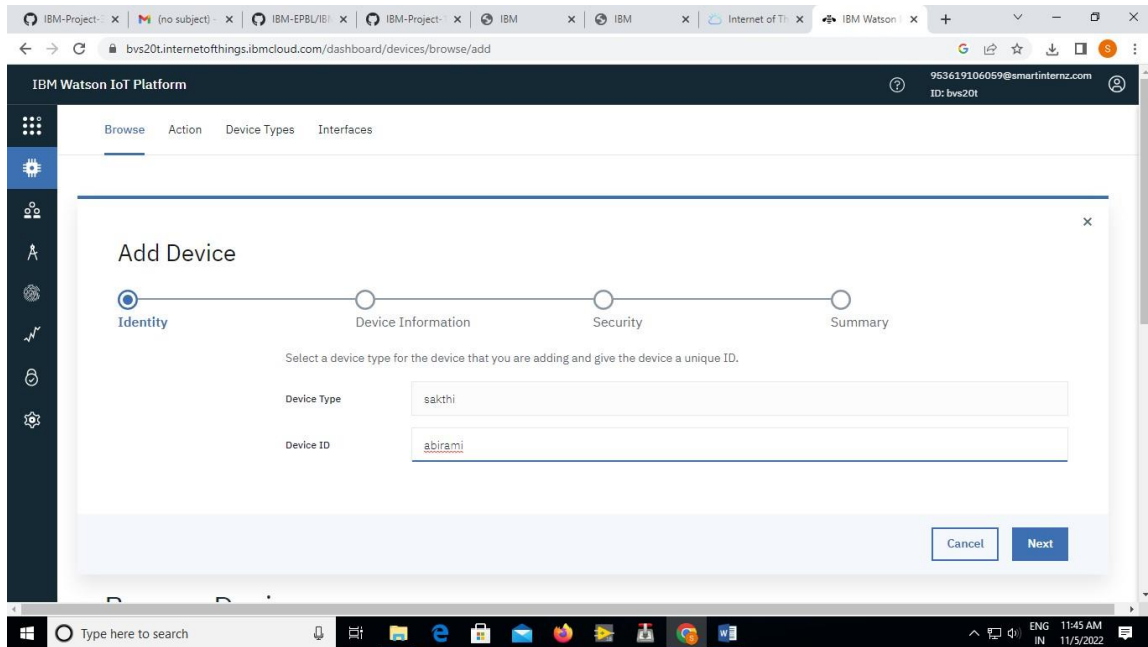 IBM-Project-
(no subject) -
IBM-EPBL/IB
IBM-Project-
IBM
IBM
Internet of Th
IBM Watson
bvs20t.internetofthings.ibmcloud.com/dashboard/devices/browse/add
S
IBM Watson IoT Platform
953619106059@smartinternz.com
ID: bvs20t
Browse Action Device Types Interfaces
Add Device
Identity Device Information Security Summary
Select a device type for the device that you are adding and give the device a unique ID.
Device Type sakthi
Device ID abirami
Cancel Next
Type here to search
ENG 11:45 AM
IN 11/5/2022